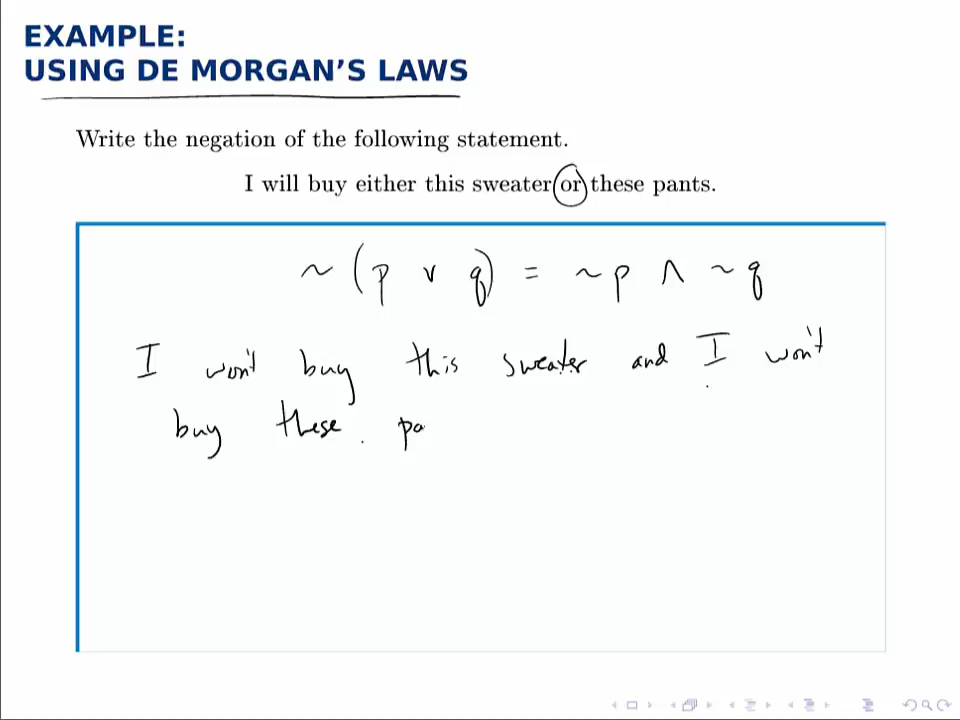 EXAMPLE:
USING DE MORGAN'S LAWS
Write the negation of the following statement.
I will buy either this sweater or these pants.
~ (p ∨ q) = ~p ∧ ~q
I won't buy this sweater and I won't
buy these pa